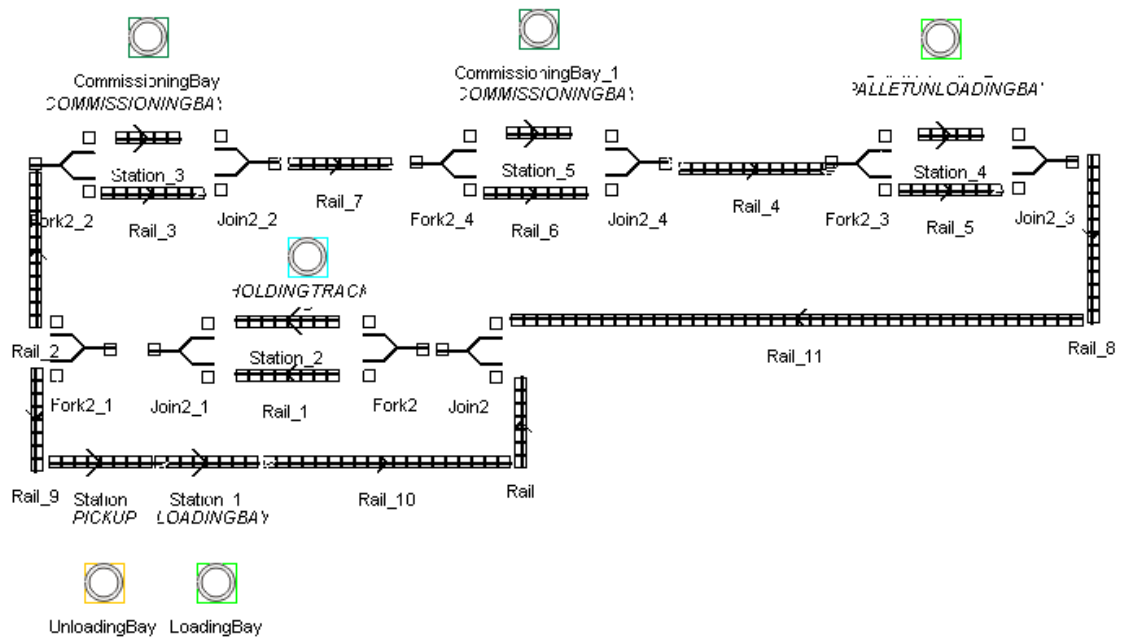 CommissioningBay
COMMISSIONINGBAY
CommissioningBay_1
COMMISSIONINGBAY
PALLETUNLOADINGBAY
Station_3
Station_5
Station_4
Fork2_2
Rail_3
Join2_2
Rail_7
Fork2_4
Rail_6
Join2_4
Rail_4
Fork2_3
Rail_5
Join2_3
HOLDINGTRACK
Rail_2
Station_2
Rail_11
Rail_8
Fork2_1
Join2_1
Rail_1
Fork2
Join2
Rail_9
Station
PICKUP
Station_1
LOADINGBAY
Rail_10
Rail
UnloadingBay
LoadingBay